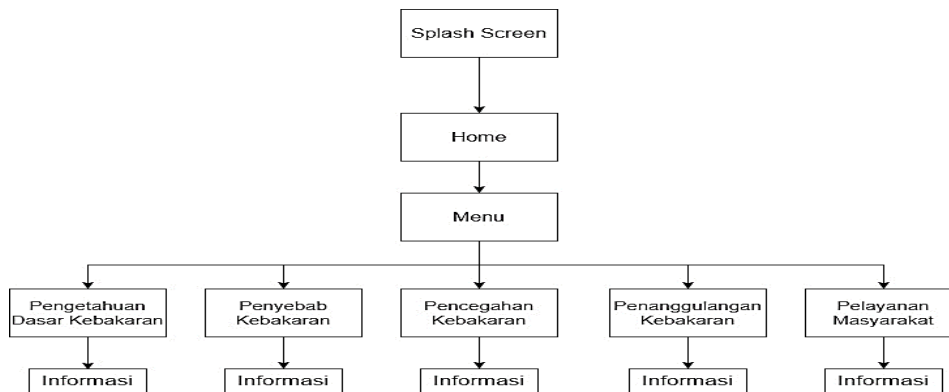 Splash Screen
Home
Menu
Pengetahuan
Dasar Kebakaran
Penyebab
Kebakaran
Pencegahan
Kebakaran
Penanggulangan
Kebakaran
Pelayanan
Masyarakat
Informasi
Informasi
Informasi
Informasi
Informasi